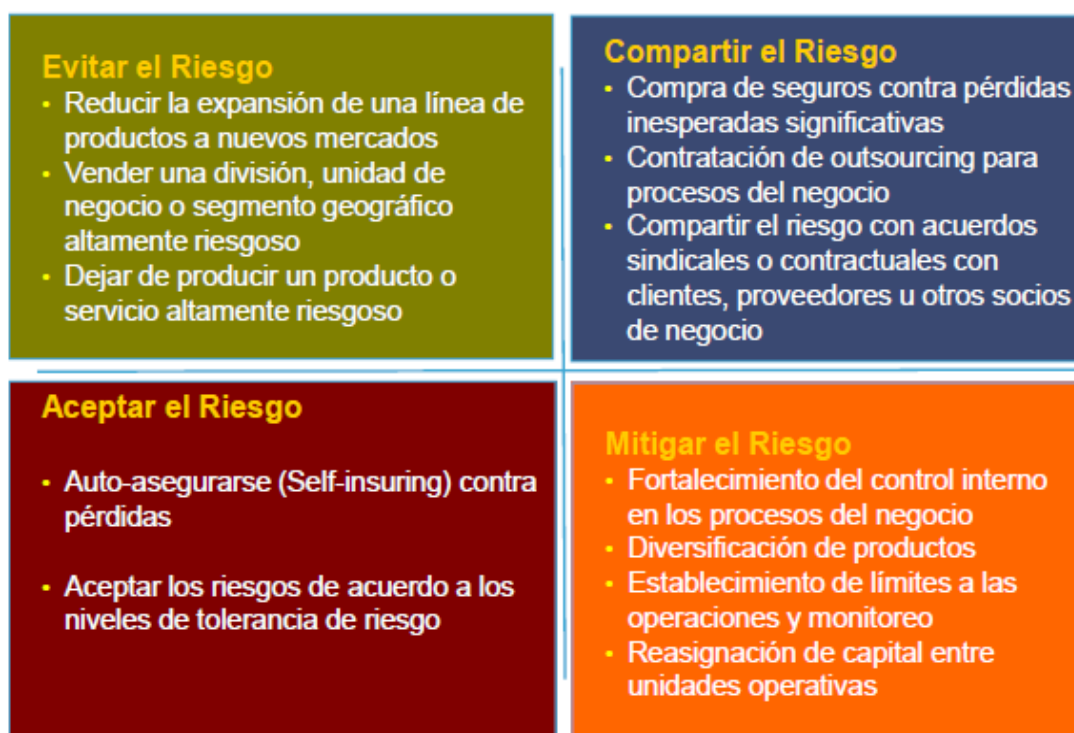 Evitar el Riesgo
• Reducir la expansión de una línea de
productos a nuevos mercados
• Vender una división, unidad de
negocio o segmento geográfico
altamente riesgoso
• Dejar de producir un producto o
servicio altamente riesgoso
Compartir el Riesgo
• Compra de seguros contra pérdidas
inesperadas significativas
• Contratación de outsourcing para
procesos del negocio
• Compartir el riesgo con acuerdos
sindicales o contractuales con
clientes, proveedores u otros socios
de negocio
Aceptar el Riesgo
• Auto-asegurarse (Self-insuring) contra
pérdidas
• Aceptar los riesgos de acuerdo a los
niveles de tolerancia de riesgo
Mitigar el Riesgo
• Fortalecimiento del control interno
en los procesos del negocio
• Diversificación de productos
• Establecimiento de límites a las
operaciones y monitoreo
• Reasignación de capital entre
unidades operativas